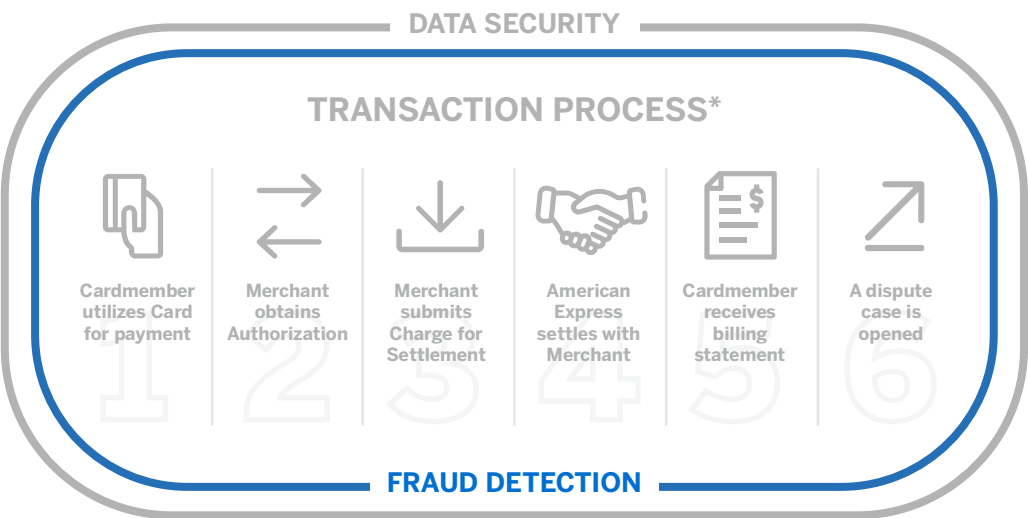 DATA SECURITY
TRANSACTION PROCESS*
$
Cardmember
utilizes Card
for payment
1
Merchant
obtains
Authorization
2
Merchant
submits
Charge for
Settlement
3
American
Express
settles with
Merchant
4
Cardmember
receives
billing
statement
5
A dispute
case is
opened
6
FRAUD DETECTION